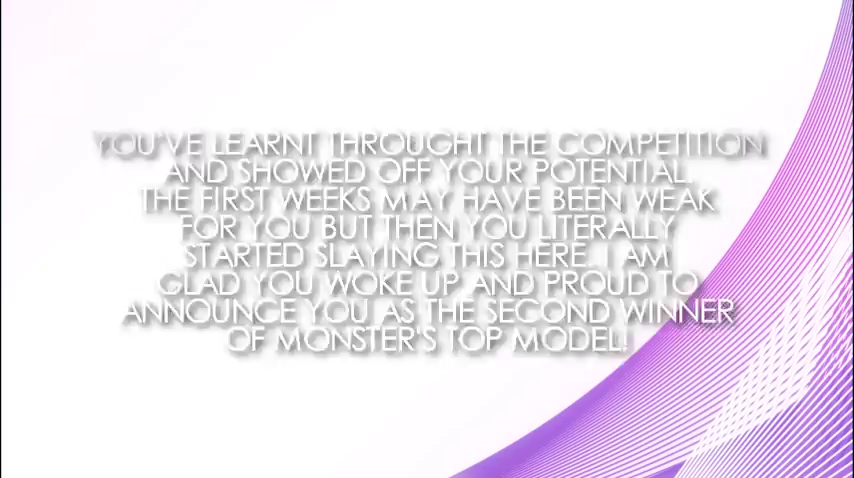 YOU'VE LEARNT THROUGHT THE COMPETITION
AND SHOWED OFF YOUR POTENTIAL.
THE FIRST WEEKS MAY HAVE BEEN WEAK
FOR YOU BUT THEN YOU LITERALLY
STARTED SLAYING THIS HERE. I AM
GLAD YOU WOKE UP AND PROUD TO
ANNOUNCE YOU AS THE SECOND WINNER
OF MONSTER'S TOP MODEL!